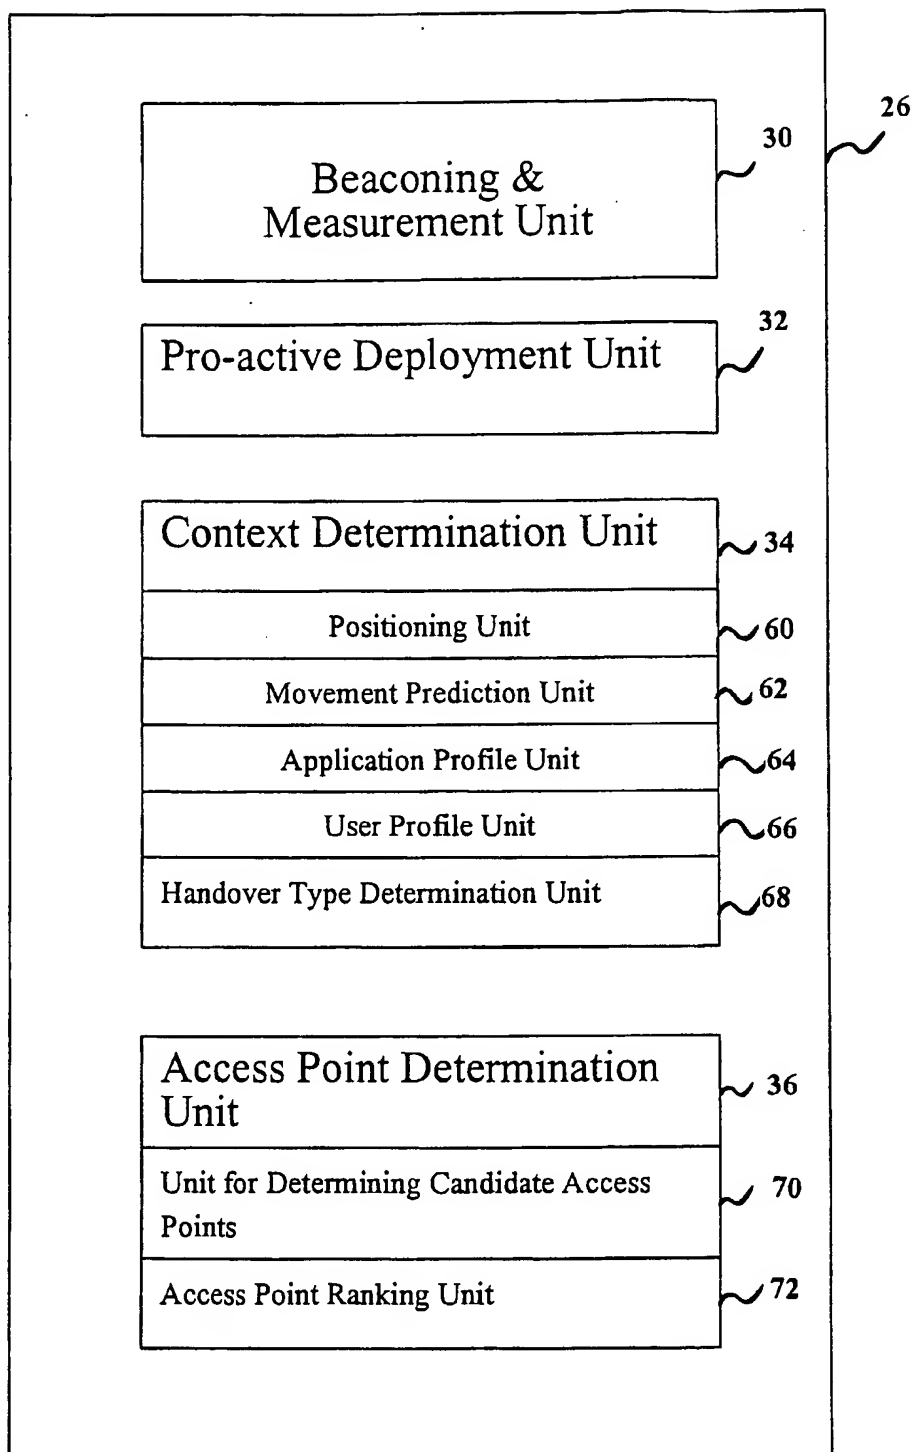 26
30
Beaconing &
Measurement Unit
32
Pro-active Deployment Unit
Context Determination Unit
34
Positioning Unit
60
Movement Prediction Unit
62
Application Profile Unit
64
User Profile Unit
66
Handover Type Determination Unit
68
Access Point Determination
Unit
36
Unit for Determining Candidate Access
Points
70
Access Point Ranking Unit
72